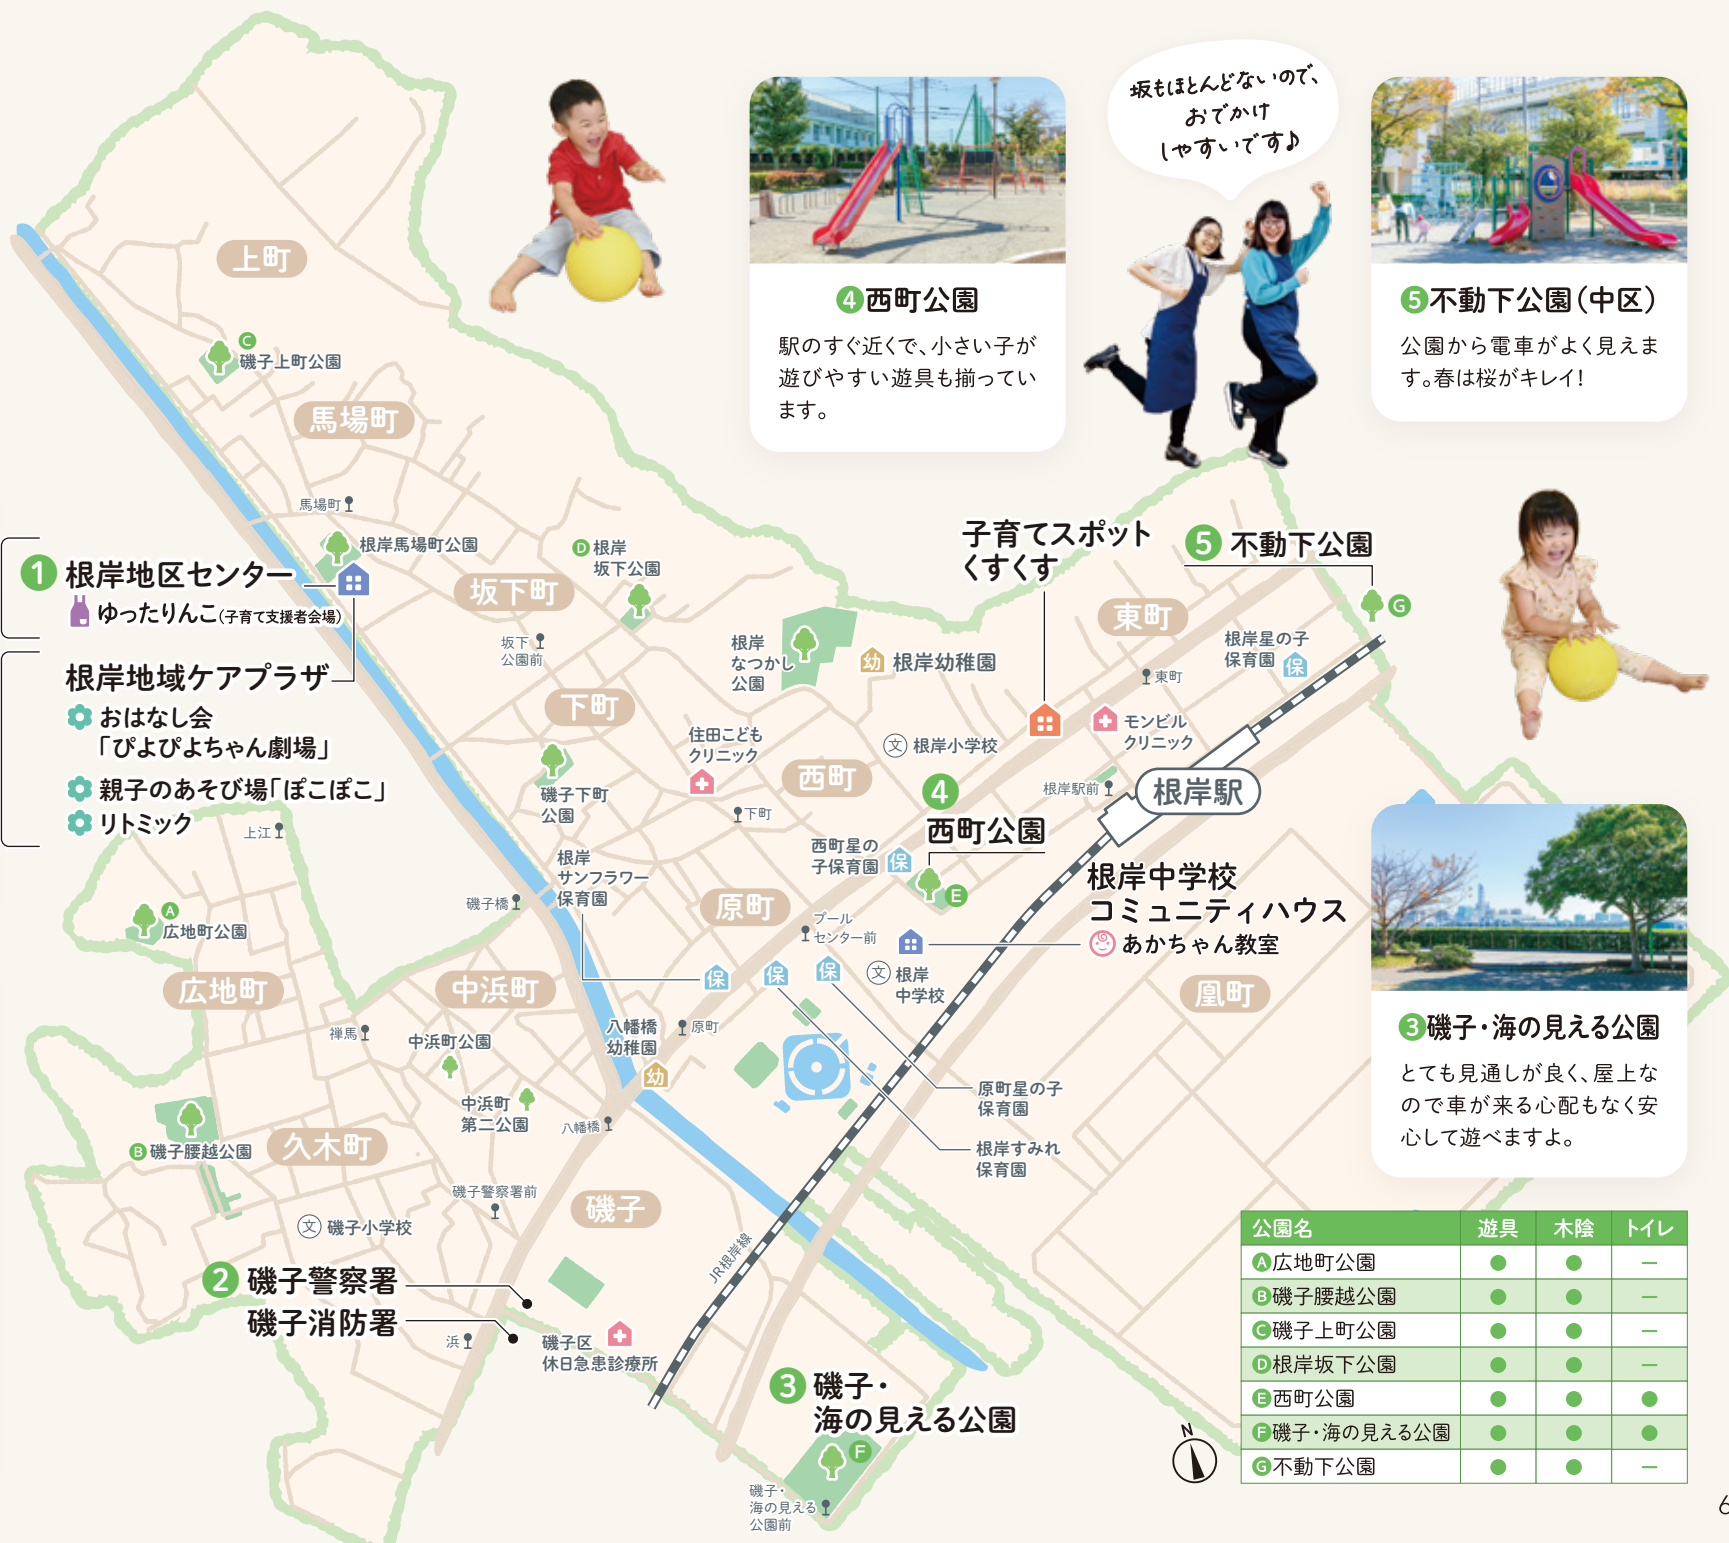 坂もほとんどないので、
おでかけ
しやすいです♪
④西町公園
駅のすぐ近くで、小さい子が
遊びやすい遊具も揃ってい
ます。
⑤不動下公園(中区)
公園から電車がよく見えま
す。春は桜がキレイ!
上町
C
磯子上町公園
馬場町
馬場町
根岸馬場町公園
① 根岸地区センター
ゆったりんこ(子育て支援者会場)
根岸地域ケアプラザ
おはなし会
「ぴよぴよちゃん劇場」
親子のあそび場「ぽこぽこ」
リトミック
D 根岸
坂下公園
坂下町
坂下
公園前
下町
磯子下町
公園
根岸
なつかし
公園
幼 根岸幼稚園
住田こども
クリニック
下町
西町
文 根岸小学校
子育てスポット
くすくす
⑤ 不動下公園
G
東町
東町
根岸星の子
保育園 保
モンビル
クリニック
根岸駅前
根岸駅
④
西町公園
E
西町星の
子保育園 保
原町
プール
センター前
根岸
サンフラワー
保育園
磯子橋
上江
A
広地町公園
広地町
中浜町
禅馬
中浜町公園
中浜町
第二公園
八幡橋
幼稚園
幼
原町
保
保
保
文 根岸
中学校
根岸中学校
コミュニティハウス
あかちゃん教室
凰町
八幡橋
原町星の子
保育園
根岸すみれ
保育園
B 磯子腰越公園
久木町
磯子警察署前
文 磯子小学校
磯子
JR根岸線
② 磯子警察署
磯子消防署
浜
磯子区
休日急患診療所
③ 磯子・
海の見える公園
F
磯子・
海の見える
公園前
③磯子・海の見える公園
とても見通しが良く、屋上な
ので車が来る心配もなく安
心して遊べますよ。
N
公園名 遊具 木陰 トイレ
A広地町公園 ● ● −
B磯子腰越公園 ● ● −
C磯子上町公園 ● ● −
D根岸坂下公園 ● ● −
E西町公園 ● ● ●
F磯子・海の見える公園 ● ● ●
G不動下公園 ● ● −
6